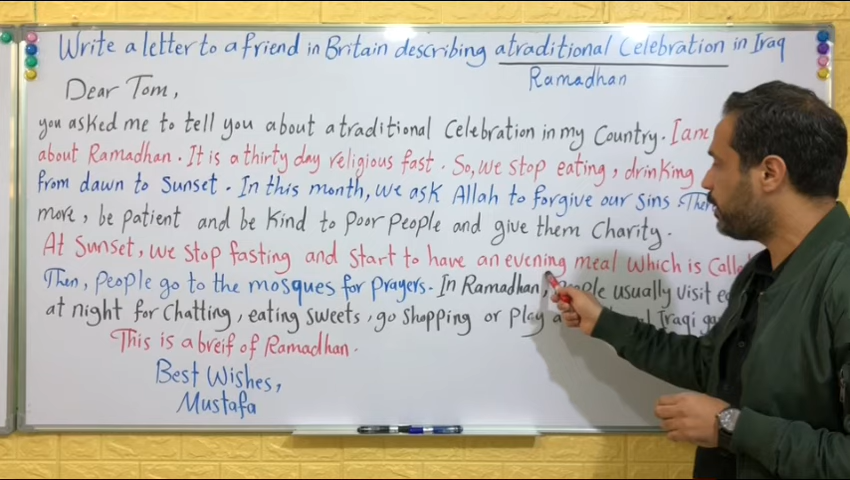 Write a letter to a friend in Britain describing a traditional Celebration in Iraq
Ramadhan
Dear Tom,
you asked me to tell you about a traditional Celebration in my Country. I am
about Ramadhan. It is a thirty day religious fast. So, we stop eating, drinking
from dawn to Sunset. In this month, we ask Allah to forgive our sins.
more, be patient and be kind to poor people and give them Charity.
At Sunset, we stop fasting and start to have an evening meal which is
Then, people go to the mosques for prayers. In Ramadhan, people usually visit
at night for Chatting, eating sweets, go shopping or play Iraqi
This is a breif of Ramadhan.
Best Wishes,
Mustafa